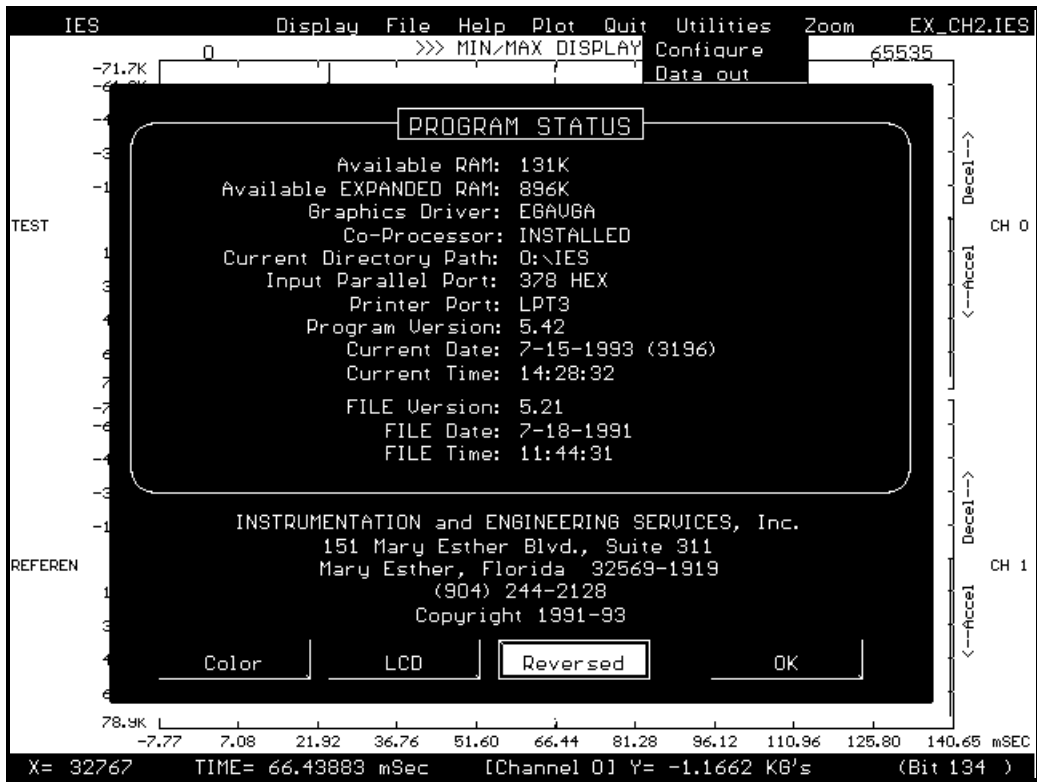 IES Display File Help Plot Quit Utilities Zoom EX_CH2.IES
0 >>> MIN/MAX DISPLAY Configure 65535
-71.7K Data out
PROGRAM STATUS
Available RAM: 131K
Available EXPANDED RAM: 896K
Graphics Driver: EGAVGA
Co-Processor: INSTALLED
Current Directory Path: O:\IES
Input Parallel Port: 378 HEX
Printer Port: LPT3
Program Version: 5.42
Current Date: 7-15-1993 (3196)
Current Time: 14:28:32
FILE Version: 5.21
FILE Date: 7-18-1991
FILE Time: 11:44:31
INSTRUMENTATION and ENGINEERING SERVICES, Inc.
151 Mary Esther Blvd., Suite 311
Mary Esther, Florida 32569-1919
(904) 244-2128
Copyright 1991-93
Color LCD Reversed OK
TEST
REFEREN
Decel-->
<--Accel
CH 0
Decel-->
<--Accel
CH 1
78.9K
-7.77 7.08 21.92 36.76 51.60 66.44 81.28 96.12 110.96 125.80 140.65 mSEC
X= 32767 TIME= 66.43883 mSec [Channel 0] Y= -1.1662 KG's (Bit 134 )